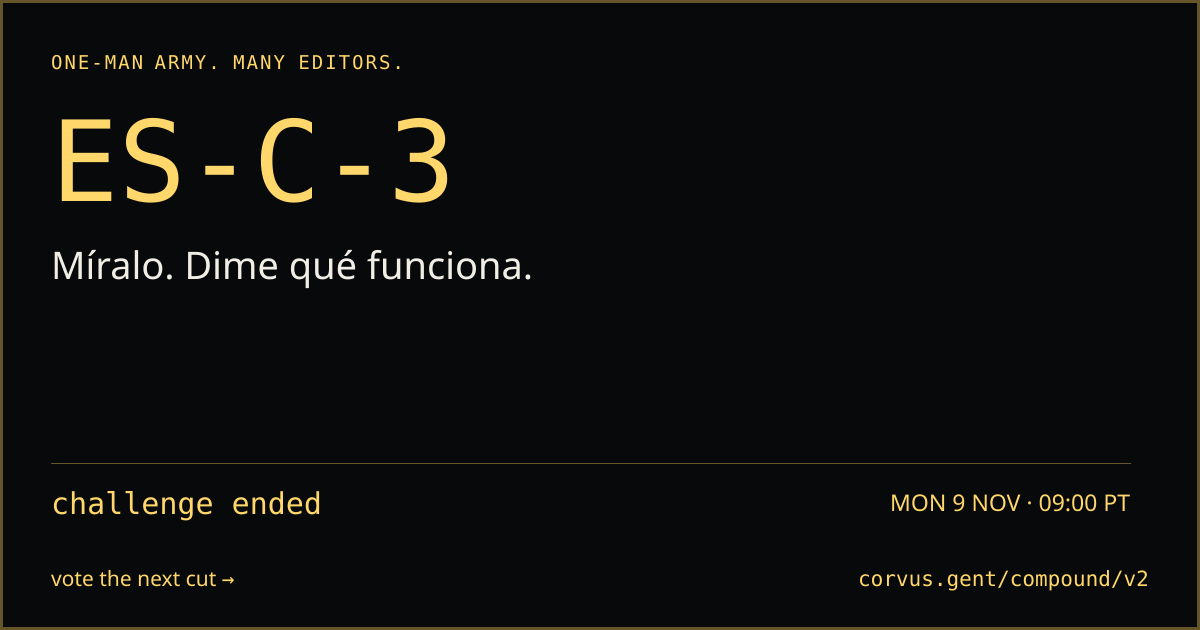 ONE-MAN ARMY. MANY EDITORS.
ES-C-3
Míralo. Dime qué funciona.
challenge ended
MON 9 NOV · 09:00 PT
vote the next cut →
corvus.gent/compound/v2